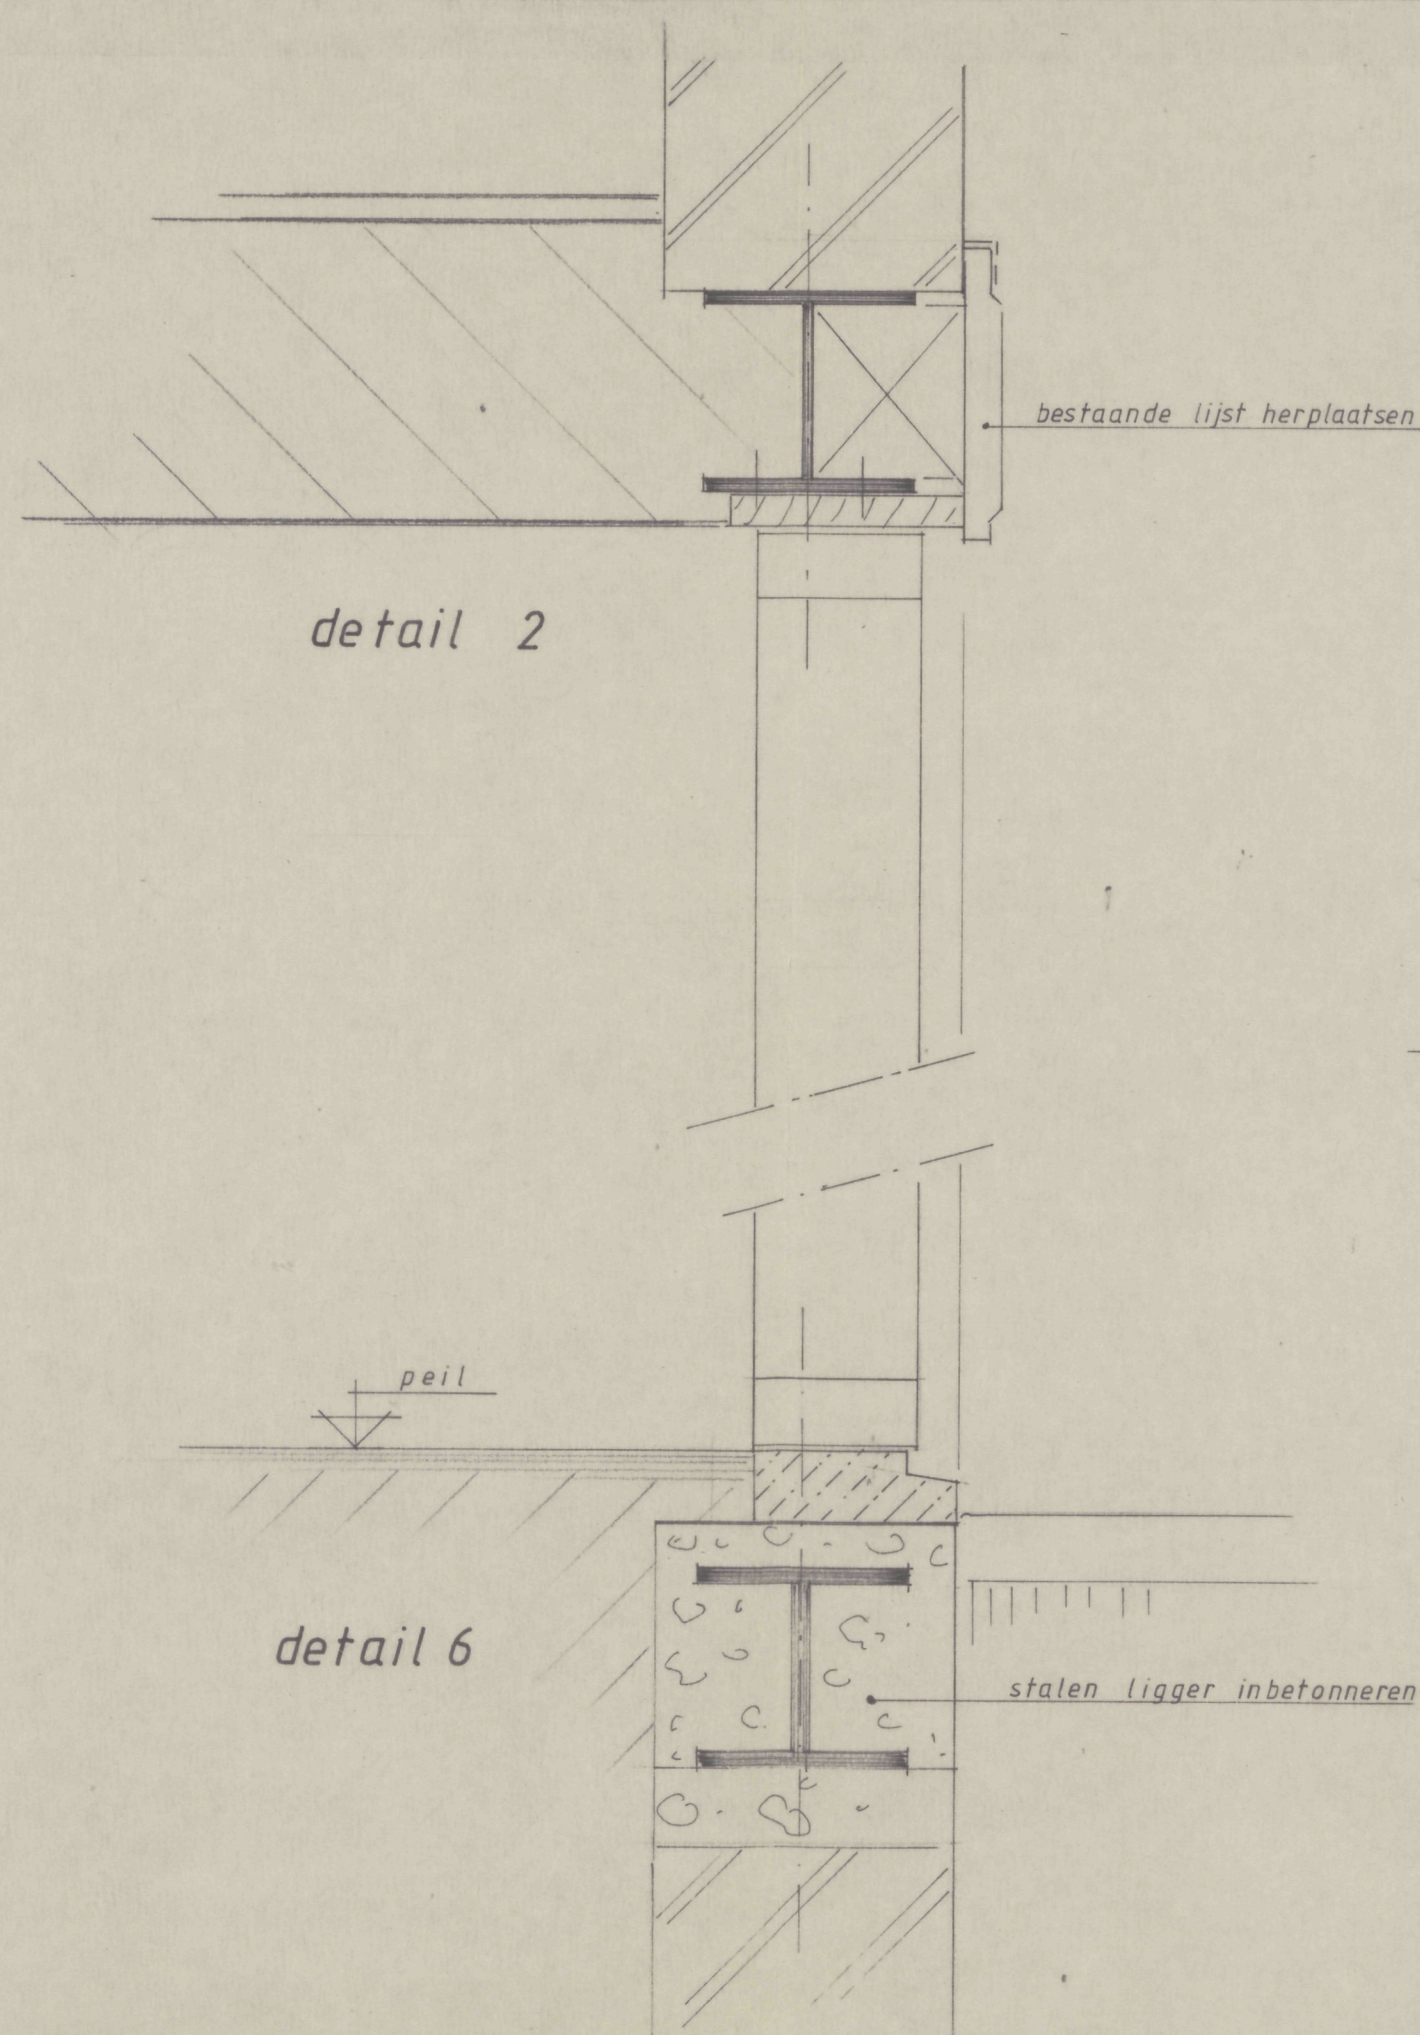 bestaande lijst herplaatsen
detail 2
peil
detail 6
stalen ligger inbetonneren